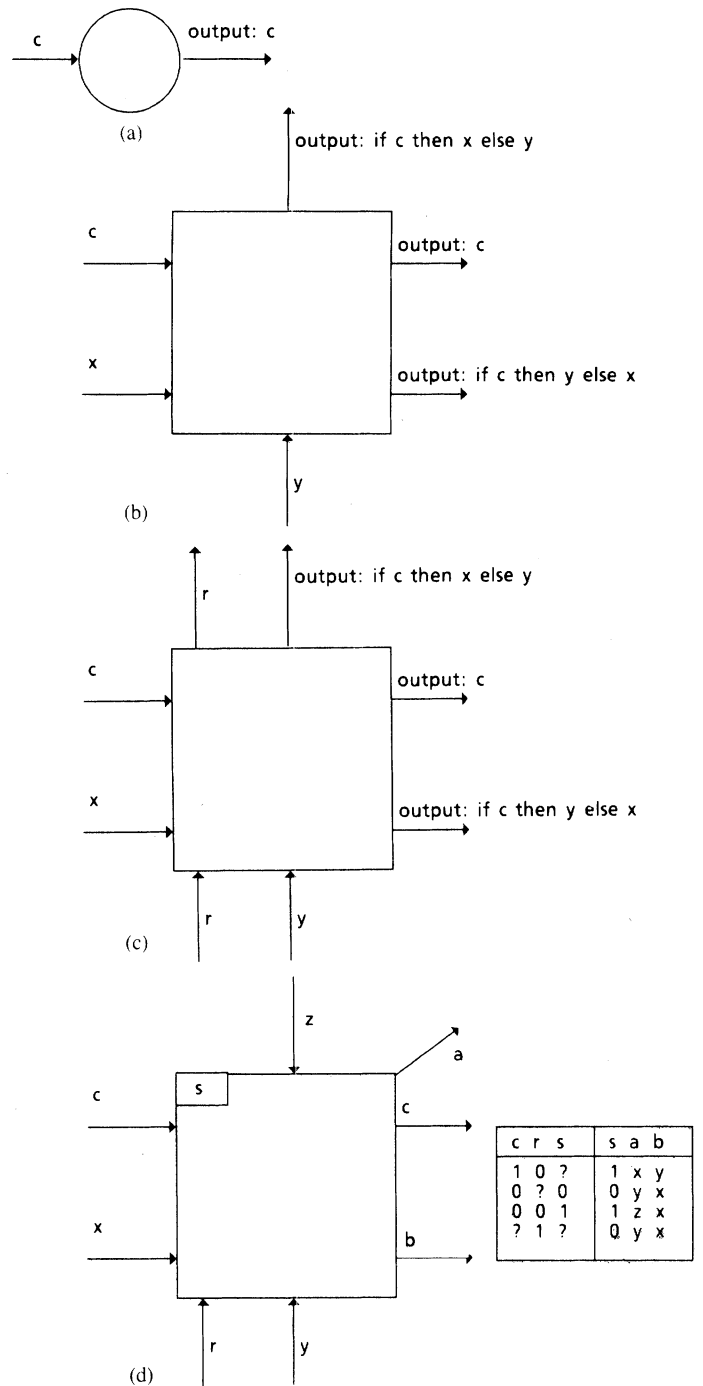 c
output: c
(a)
output: if c then x else y
c
output: c
x
output: if c then y else x
y
(b)
r
output: if c then x else y
c
output: c
x
output: if c then y else x
r
y
(c)
z
a
s
c
c
c r s s a b
1 0 ? 1 x y
0 ? 0 0 y x
0 0 1 1 z x
? 1 ? 0 y x
x
b
r
y
(d)